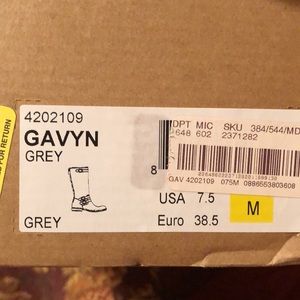 4202109
GAVYN
GREY
8
DPT MIC SKU 384/544/MD
648 602 2371282
GAV 4202109 075M 0886553803608
GREY
USA 7.5
Euro 38.5
M
FOR RETURN